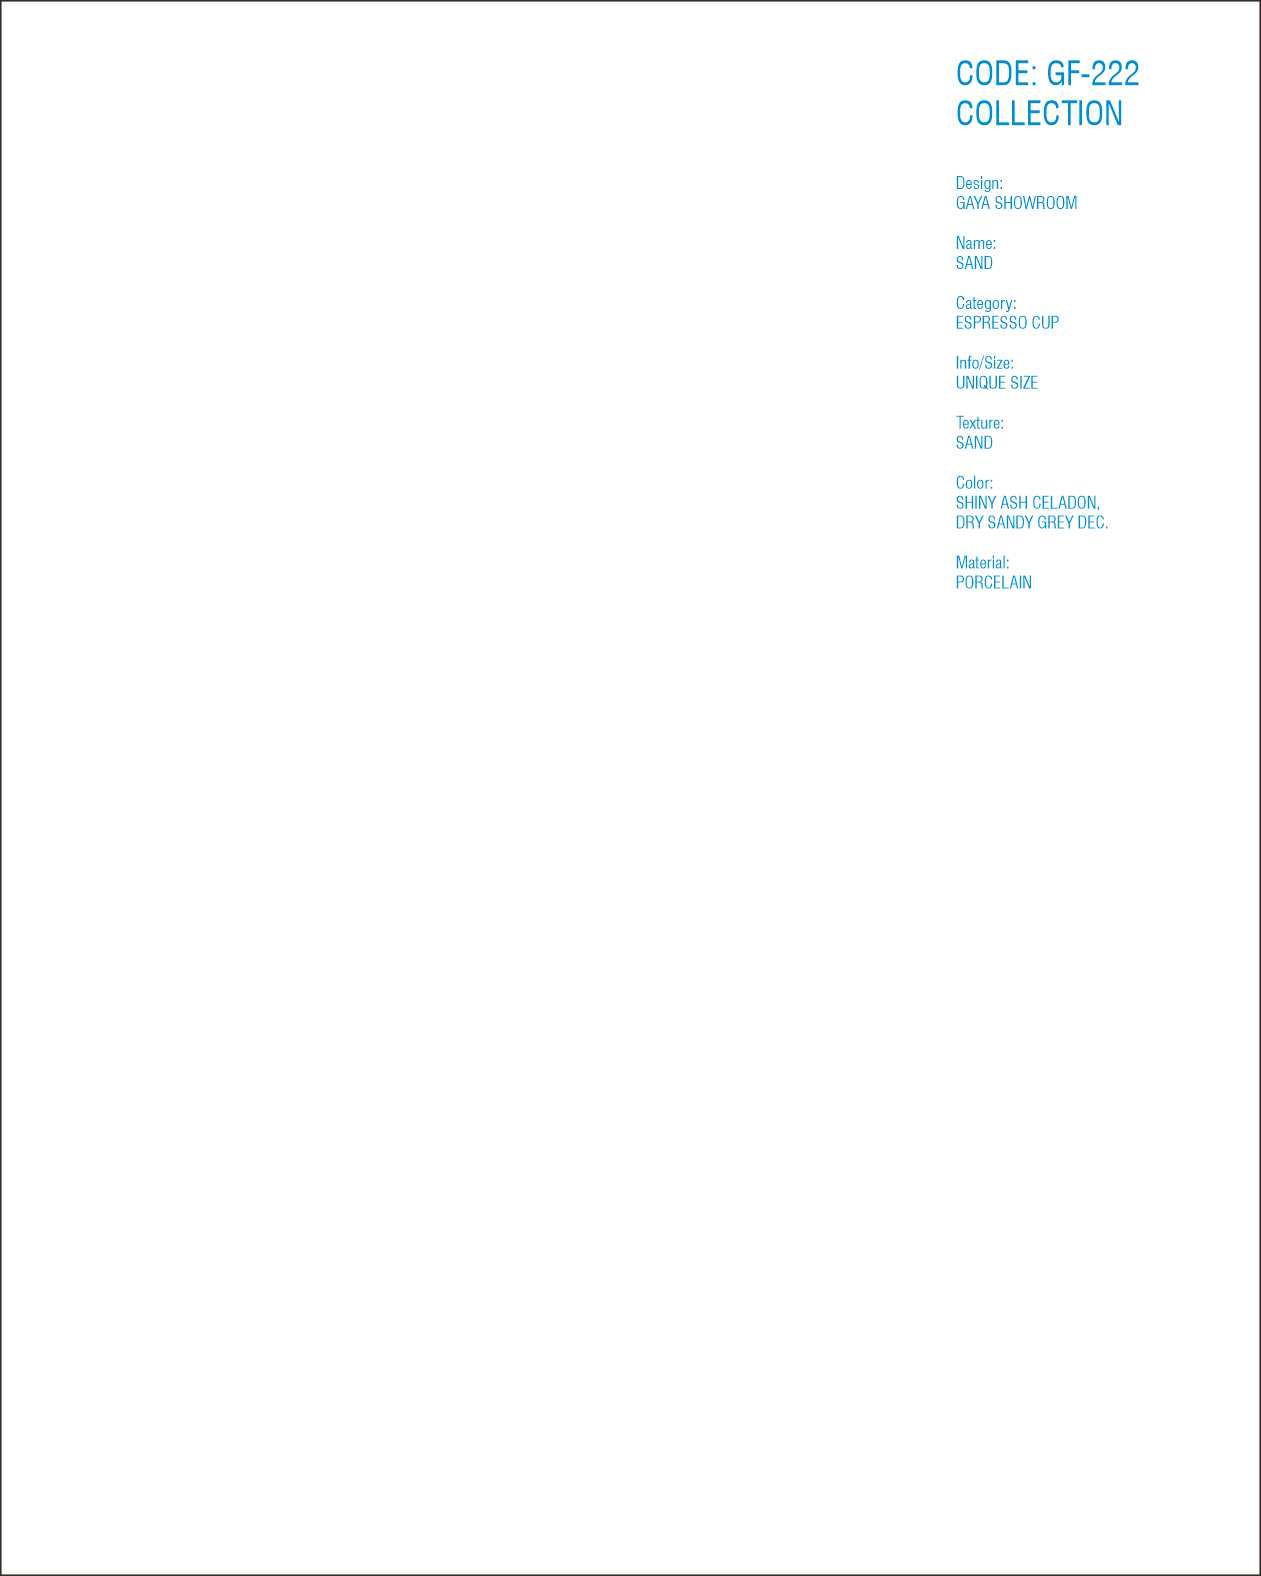 CODE: GF-222
COLLECTION
Design:
GAYA SHOWROOM
Name:
SAND
Category:
ESPRESSO CUP
Info/Size:
UNIQUE SIZE
Texture:
SAND
Color:
SHINY ASH CELADON,
DRY SANDY GREY DEC.
Material:
PORCELAIN